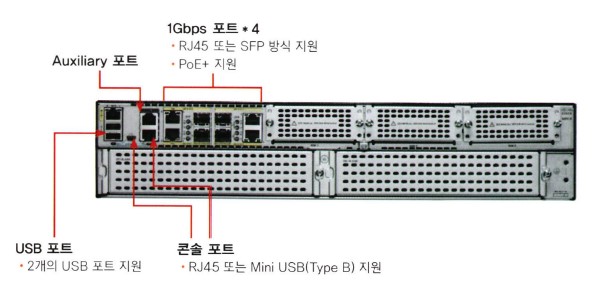 1Gbps 포트 * 4
• RJ45 또는 SFP 방식 지원
• PoE+ 지원
Auxiliary 포트
USB 포트
• 2개의 USB 포트 지원
콘솔 포트
• RJ45 또는 Mini USB(Type B) 지원